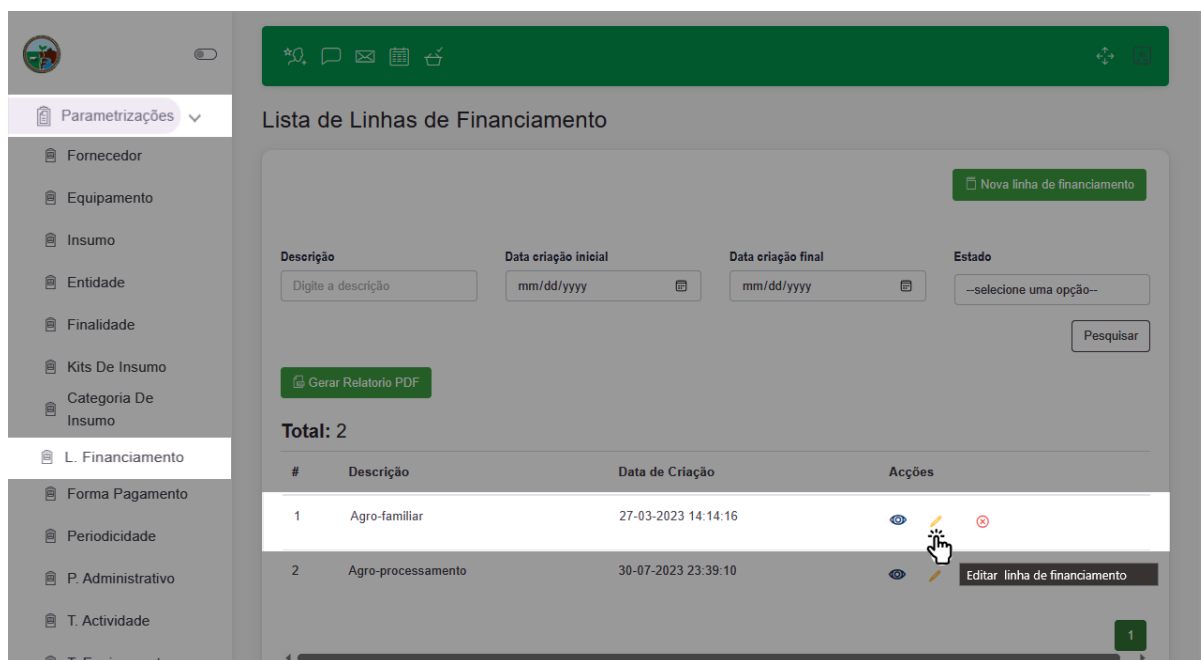 Parametrizações
Fornecedor
Equipamento
Insumo
Entidade
Finalidade
Kits De Insumo
Categoria De
Insumo
L. Financiamento
Forma Pagamento
Periodicidade
P. Administrativo
T. Actividade
Lista de Linhas de Financiamento
Nova linha de financiamento
Descrição Data criação inicial Data criação final Estado
Digite a descrição mm/dd/yyyy mm/dd/yyyy --selecione uma opção--
Pesquisar
Gerar Relatorio PDF
Total: 2
# Descrição Data de Criação Acções
1 Agro-familiar 27-03-2023 14:14:16
2 Agro-processamento 30-07-2023 23:39:10
Editar linha de financiamento
1